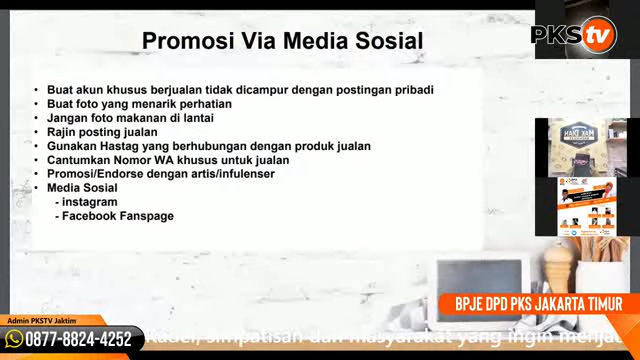 Promosi Via Media Sosial
PKStv
• Buat akun khusus berjualan tidak dicampur dengan postingan pribadi
• Buat foto yang menarik perhatian
• Jangan foto makanan di lantai
• Rajin posting jualan
• Gunakan Hastag yang berhubungan dengan produk jualan
• Cantumkan Nomor WA khusus untuk jualan
• Promosi/Endorse dengan artis/infulenser
• Media Sosial
- instagram
- Facebook Fanspage
BPJE DPD PKS JAKARTA TIMUR
Admin PKSTV Jaktim
0877-8824-4252
simpatisan dan masyarakat yang ingin menjad